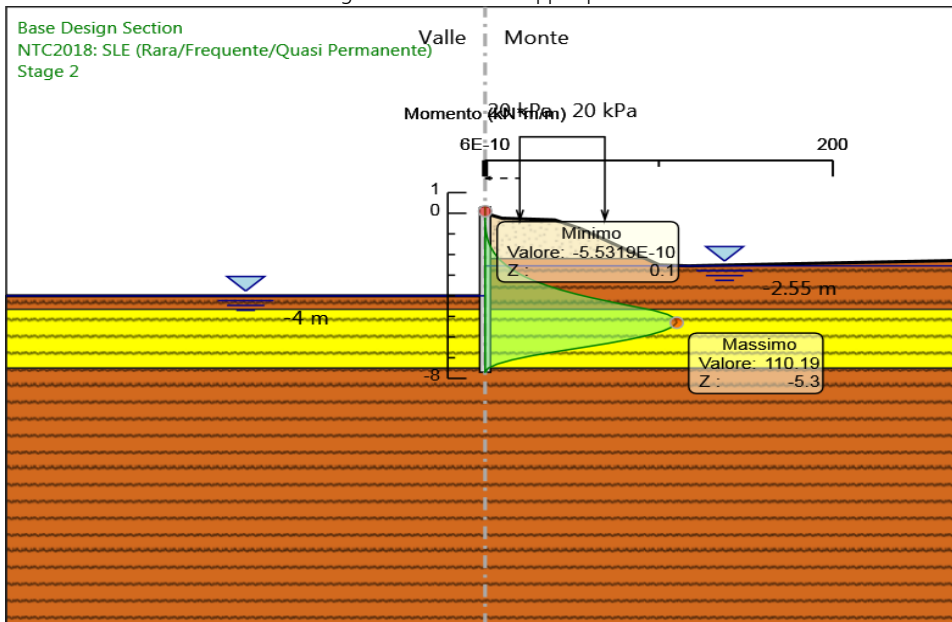 Base Design Section
NTC2018: SLE (Rara/Frequente/Quasi Permanente)
Stage 2
Valle
Monte
Momento (kN*m/m)
20 kPa
20 kPa
6E-10
200
1
0
Minimo
Valore: -5.5319E-10
Z : 0.1
-2.55 m
-4 m
Massimo
Valore: 110.19
Z : -5.3
-8